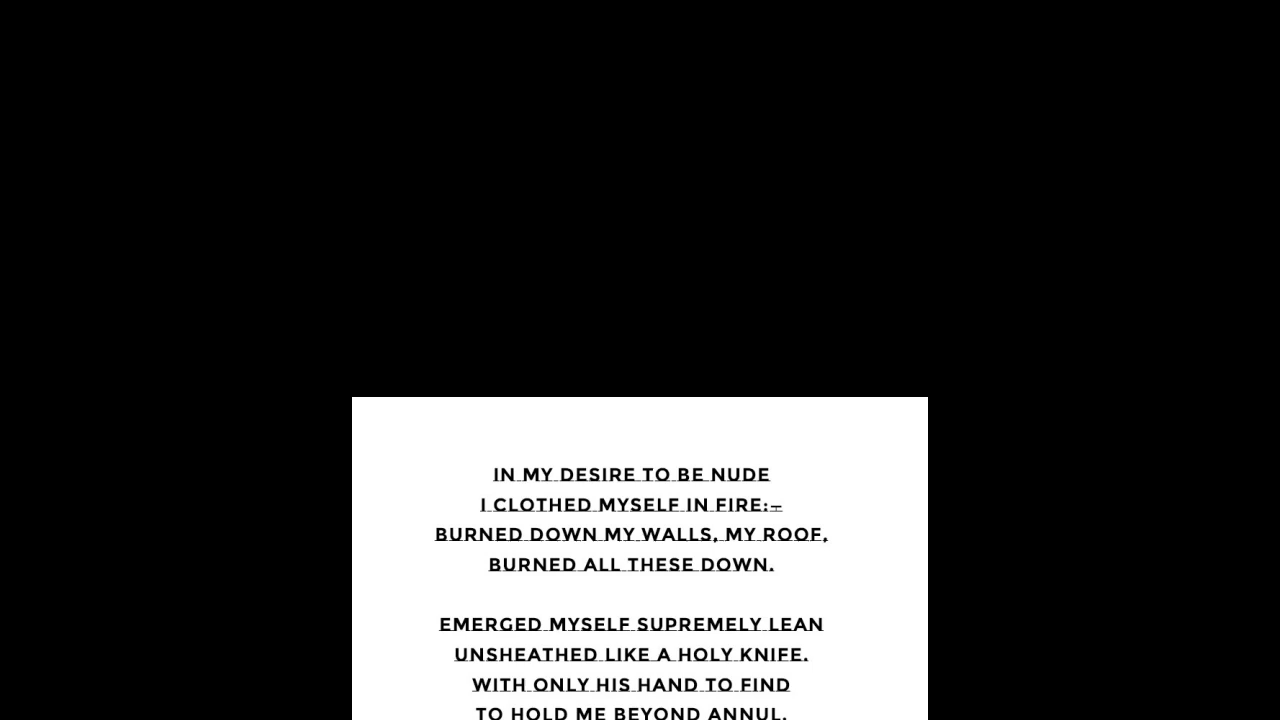 IN MY DESIRE TO BE NUDE
I CLOTHED MYSELF IN FIRE:—
BURNED DOWN MY WALLS, MY ROOF,
BURNED ALL THESE DOWN.
EMERGED MYSELF SUPREMELY LEAN
UNSHEATHED LIKE A HOLY KNIFE.
WITH ONLY HIS HAND TO FIND
TO HOLD ME BEYOND ANNUL.